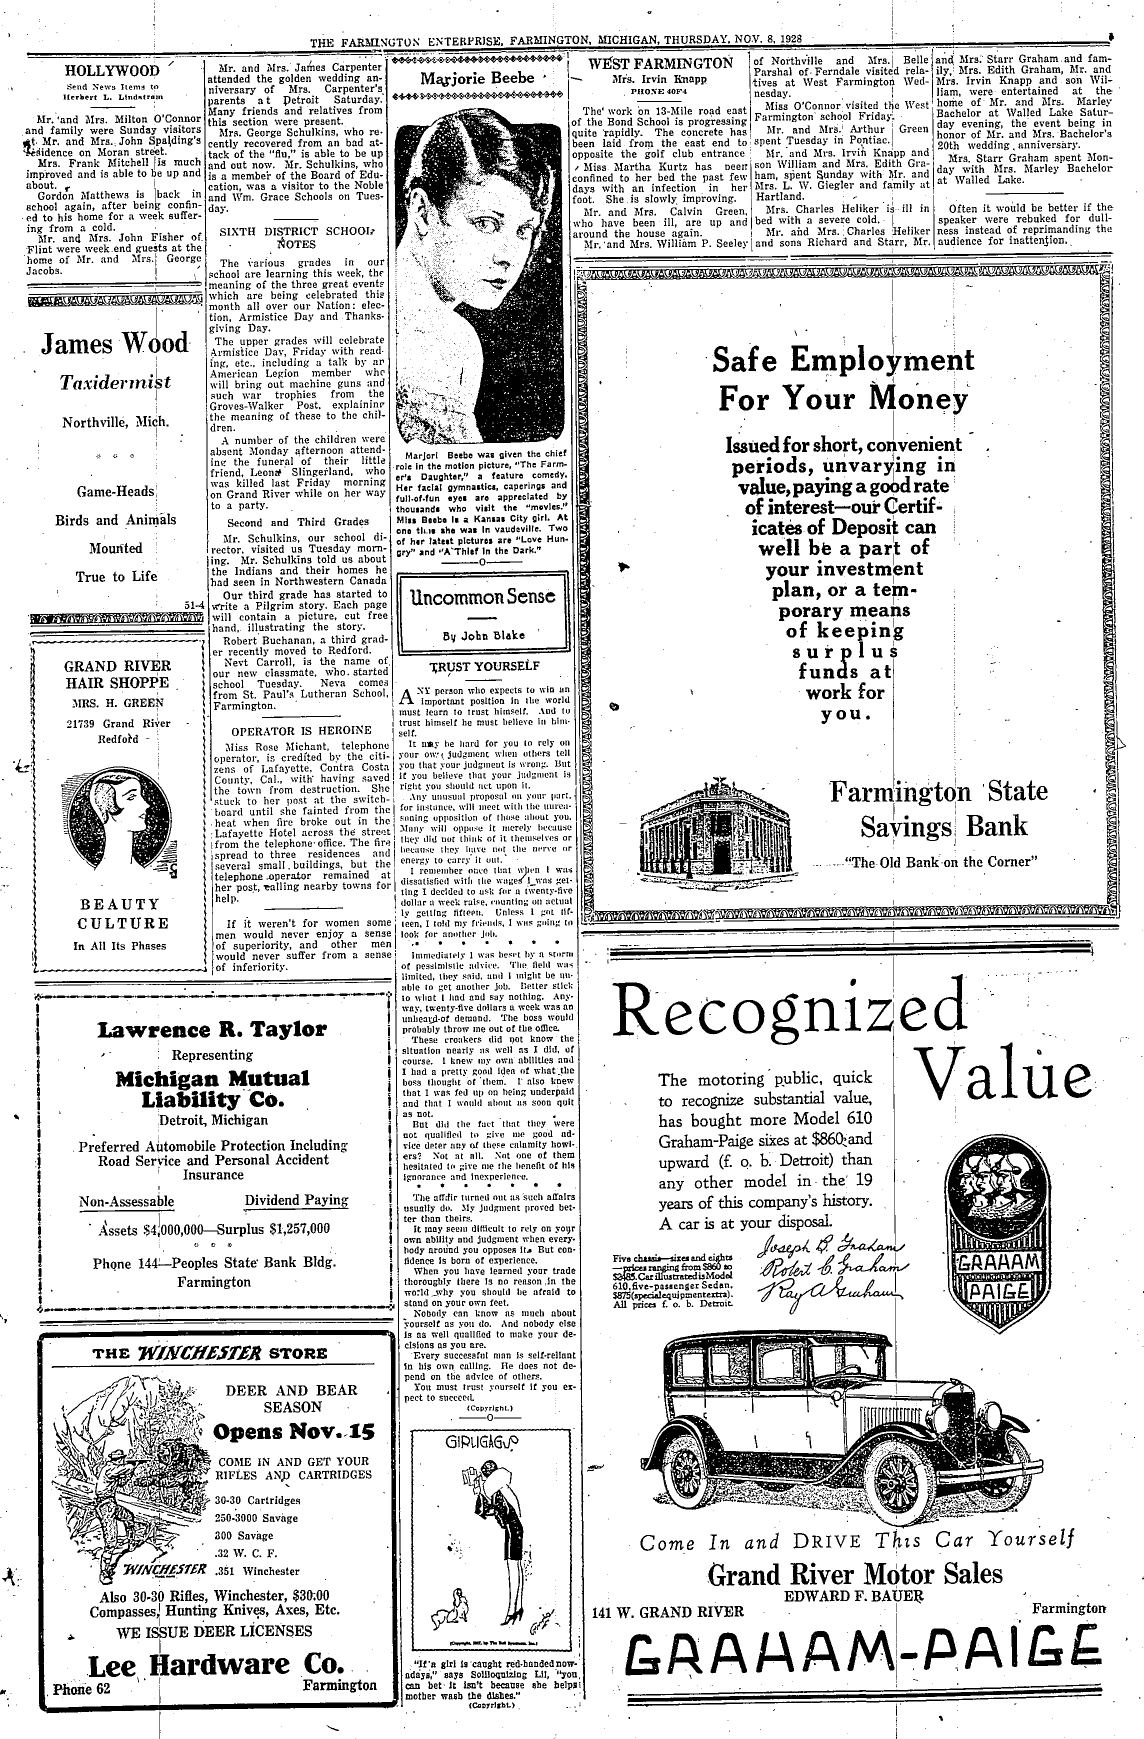 THE FARMINGTON ENTERPRISE, FARMINGTON, MICHIGAN, THURSDAY, NOV. 8, 1928
HOLLYWOOD
Send News Items to
Herbert L. Lindstrom
Mr. and Mrs. Milton O'Connor
and family were Sunday visitors
at Mr. and Mrs. John Spalding's
residence on Moran street.
Mrs. Frank Mitchell is much
improved and is able to be up and
about.
Gordon Matthews is back in
school again, after being confin-
ed to his home for a week suffer-
ing from a cold.
Mr. and Mrs. John Fisher of
Flint were week end guests at the
home of Mr. and Mrs. George
Jacobs.
James Wood
Taxidermist
Northville, Mich.
Game-Heads
Birds and Animals
Mounted
True to Life
51-4
GRAND RIVER
HAIR SHOPPE
MRS. H. GREEN
21739 Grand River
Redford
BEAUTY
CULTURE
In All Its Phases
Mr. and Mrs. James Carpenter
attended the golden wedding an-
niversary of Mrs. Carpenter's
parents at Detroit Saturday.
Many friends and relatives from
this section were present.
Mrs. George Schulkins, who re-
cently recovered from an bad at-
tack of the "flu," is able to be up
and out now. Mr. Schulkins, who
is a member of the Board of Edu-
cation, was a visitor to the Noble
and Wm. Grace Schools on Tues-
day.
SIXTH DISTRICT SCHOOL
NOTES
The various grades in our
school are learning this week, the
meaning of the three great events
which are being celebrated this
month all over our Nation: elec-
tion, Armistice Day and Thanks-
giving Day.
The upper grades will celebrate
Armistice Day, Friday with read-
ing, etc., including a talk by an
American Legion member who
will bring out machine guns and
such war trophies from the
Groves-Walker Post, explaining
the meaning of these to the chil-
dren.
A number of the children were
absent Monday afternoon attend-
ing the funeral of their little
friend, Leona Slingerland, who
was killed last Friday morning
on Grand River while on her way
to a party.
Second and Third Grades
Mr. Schulkins, our school di-
rector, visited us Tuesday morn-
ing. Mr. Schulkins told us about
the Indians and their homes he
had seen in Northwestern Canada
Our third grade has started to
write a Pilgrim story. Each page
will contain a picture, cut free
hand, illustrating the story.
Robert Buchanan, a third grad-
er recently moved to Redford.
Nevt Carroll, is the name of
our new classmate, who started
school Tuesday. Neva comes
from St. Paul's Lutheran School,
Farmington.
OPERATOR IS HEROINE
Miss Rose Michant, telephone
operator, is credited by the citi-
zens of Lafayette, Contra Costa
County, Cal., with having saved
the town from destruction. She
stuck to her post at the switch-
board until she fainted from the
heat when fire broke out in the
Lafayette Hotel across the street
from the telephone office. The fire
spread to three residences and
several small buildings, but the
telephone operator remained at
her post, calling nearby towns for
help.
If it weren't for women some
men would never enjoy a sense
of superiority, and other men
would never suffer from a sense
of inferiority.
Lawrence R. Taylor
Representing
Michigan Mutual
Liability Co.
Detroit, Michigan
Preferred Automobile Protection Including
Road Service and Personal Accident
Insurance
Non-Assessable Dividend Paying
Assets $4,000,000—Surplus $1,257,000
Phone 144—Peoples State Bank Bldg.
Farmington
THE WINCHESTER STORE
DEER AND BEAR
SEASON
Opens Nov. 15
COME IN AND GET YOUR
RIFLES AND CARTRIDGES
30-30 Cartridges
250-3000 Savage
300 Savage
.32 W. C. F.
.351 Winchester
WINCHESTER
Also 30-30 Rifles, Winchester, $30.00
Compasses, Hunting Knives, Axes, Etc.
WE ISSUE DEER LICENSES
Lee Hardware Co.
Phone 62 Farmington
Marjorie Beebe
Marjori Beebe was given the chief
role in the motion picture, "The Farm-
er's Daughter," a feature comedy.
Her facial gymnastics, caperings and
full-of-fun eyes are appreciated by
thousands who visit the "movies."
Miss Beebe is a Kansas City girl. At
one time she was in vaudeville. Two
of her latest pictures are "Love Hun-
gry" and "A Thief in the Dark."
Uncommon Sense
By John Blake
TRUST YOURSELF
ANY person who expects to win an
important position in the world
must learn to trust himself. And to
trust himself he must believe in him-
self.
It may be hard for you to rely on
your own judgment when others tell
you that your judgment is wrong. But
if you believe that your judgment is
right you should act upon it.
Any unusual proposal on your part,
for instance, will meet with the unrea-
soning opposition of those about you.
Many will oppose it merely because
they did not think of it themselves or
because they have not the nerve or
energy to carry it out.
I remember once that when I was
dissatisfied with the wages I was get-
ting I decided to ask for a twenty-five
dollar a week raise, counting on actual
ly getting fifteen. Unless I got fif-
teen, I told my friends, I was going to
look for another job.
* * * * * * *
Immediately I was beset by a storm
of pessimistic advice. The field was
limited, they said, and I might be un-
able to get another job. Better stick
to what I had and say nothing. Any-
way, twenty-five dollars a week was an
unheard-of demand. The boss would
probably throw me out of the office.
These croakers did not know the
situation nearly as well as I did, of
course. I knew my own abilities and
I had a pretty good idea of what the
boss thought of them. I also knew
that I was fed up on being underpaid
and that I would about as soon quit
as not.
But did the fact that they were
not qualified to give me good ad-
vice deter any of these calamity howl-
ers? Not at all. Not one of them
hesitated to give me the benefit of his
ignorance and inexperience.
* * * * * * *
The affair turned out as such affairs
usually do. My judgment proved bet-
ter than theirs.
It may seem difficult to rely on your
own ability and judgment when every-
body around you opposes it. But con-
fidence is born of experience.
When you have learned your trade
thoroughly there is no reason in the
world why you should be afraid to
stand on your own feet.
Nobody can know as much about
yourself as you do. And nobody else
is as well qualified to make your de-
cisions as you are.
Every successful man is self-reliant
in his own calling. He does not de-
pend on the advice of others.
You must trust yourself if you ex-
pect to succeed.
(Copyright.)
GIRLIGAGS
(Copyright, 1927, by The Bell Syndicate, Inc.)
"If a girl is caught red-handed now-
adays," says Soliloquizing Lil, "you
can bet it isn't because she helps
mother wash the dishes."
(Copyright.)
WEST FARMINGTON
Mrs. Irvin Knapp
PHONE 40F4
The work on 13-Mile road east
of the Bond School is progressing
quite rapidly. The concrete has
been laid from the east end to
opposite the golf club entrance
Miss Martha Kurtz has been
confined to her bed the past few
days with an infection in her
foot. She is slowly improving.
Mr. and Mrs. Calvin Green,
who have been ill, are up and
around the house again.
Mr. and Mrs. William P. Seeley
of Northville and Mrs. Belle
Parshal of Ferndale visited rela-
tives at West Farmington Wed-
nesday.
Miss O'Connor visited the West
Farmington school Friday.
Mr. and Mrs. Arthur Green
spent Tuesday in Pontiac.
Mr. and Mrs. Irvin Knapp and
son William and Mrs. Edith Gra-
ham, spent Sunday with Mr. and
Mrs. L. W. Giegler and family at
Hartland.
Mrs. Charles Heliker is ill in
bed with a severe cold.
Mr. and Mrs. Charles Heliker
and sons Richard and Starr, Mr.
and Mrs. Starr Graham and fam-
ily, Mrs. Edith Graham, Mr. and
Mrs. Irvin Knapp and son Wil-
liam, were entertained at the
home of Mr. and Mrs. Marley
Bachelor at Walled Lake Satur-
day evening, the event being in
honor of Mr. and Mrs. Bachelor's
20th wedding anniversary.
Mrs. Starr Graham spent Mon-
day with Mrs. Marley Bachelor
at Walled Lake.
Often it would be better if the
speaker were rebuked for dull-
ness instead of reprimanding the
audience for inattention.
Safe Employment
For Your Money
Issued for short, convenient
periods, unvarying in
value, paying a good rate
of interest—our Certif-
icates of Deposit can
well be a part of
your investment
plan, or a tem-
porary means
of keeping
surplus
funds at
work for
you.
Farmington State
Savings Bank
"The Old Bank on the Corner"
Recognized
Value
The motoring public, quick
to recognize substantial value,
has bought more Model 610
Graham-Paige sixes at $860 and
upward (f. o. b. Detroit) than
any other model in the 19
years of this company's history.
A car is at your disposal.
Five chassis—sixes and eights
—prices ranging from $860 to
$2485. Car illustrated is Model
610, five-passenger Sedan,
$875 (special equipment extra).
All prices f. o. b. Detroit.
Joseph B. Graham
Robert C. Graham
Ray A. Graham
GRAHAM
PAIGE
Come In and DRIVE This Car Yourself
Grand River Motor Sales
EDWARD F. BAUER
141 W. GRAND RIVER Farmington
GRAHAM-PAIGE